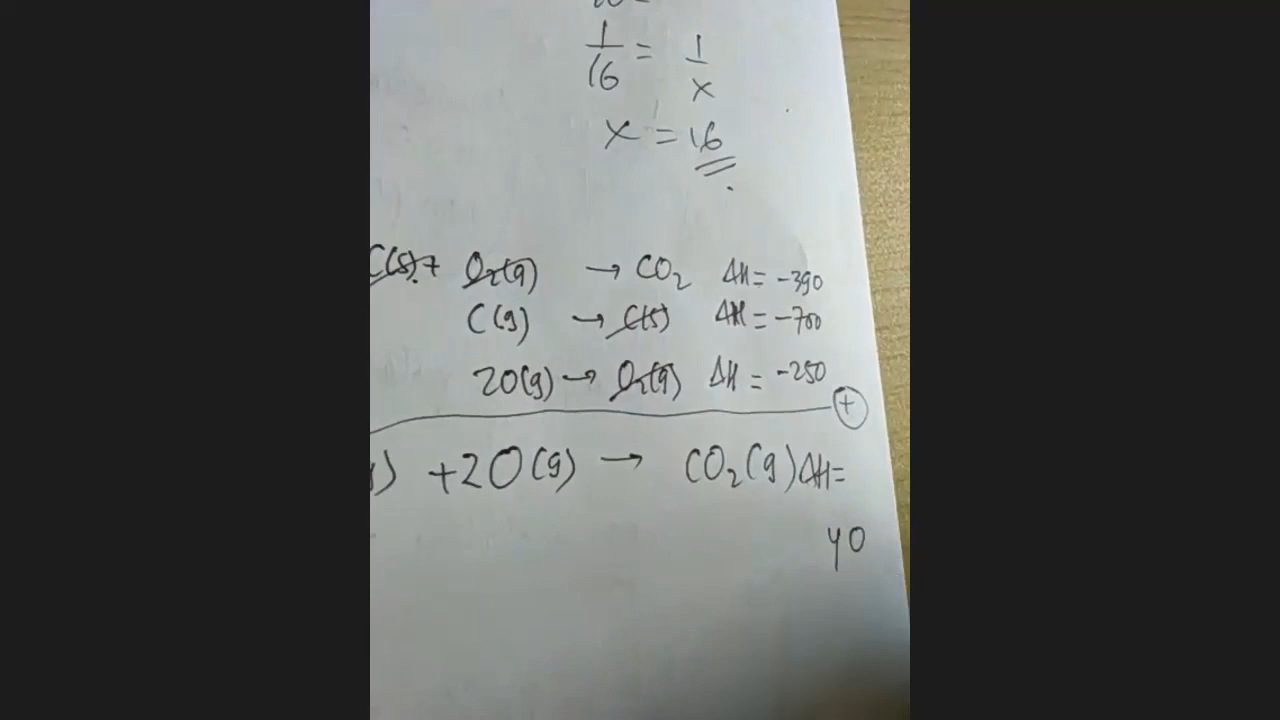 1/16 = 1/x
x = 16
C(s) + O₂(g) → CO₂ ΔH = -390
C(g) → C(s) ΔH = -700
2O(g) → O₂(g) ΔH = -250
+
) + 2O(g) → CO₂(g) ΔH =
40